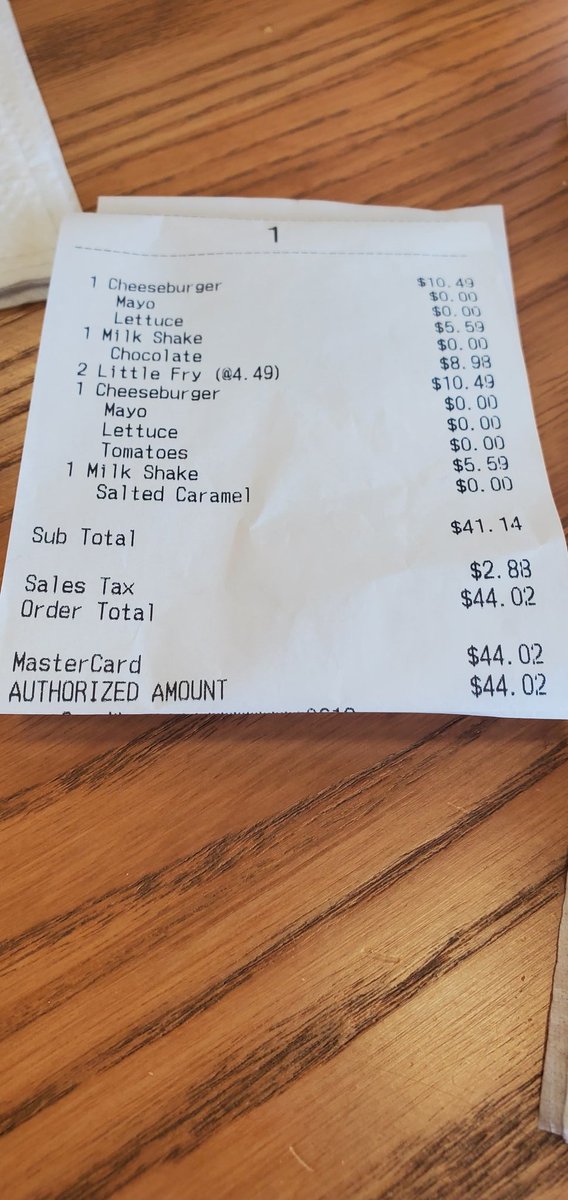 1
1 Cheeseburger $10.49
Mayo $0.00
Lettuce $0.00
1 Milk Shake $5.59
Chocolate $0.00
2 Little Fry (@4.49) $8.98
1 Cheeseburger $10.49
Mayo $0.00
Lettuce $0.00
Tomatoes $0.00
1 Milk Shake $5.59
Salted Caramel $0.00
Sub Total $41.14
Sales Tax $2.88
Order Total $44.02
MasterCard $44.02
AUTHORIZED AMOUNT $44.02